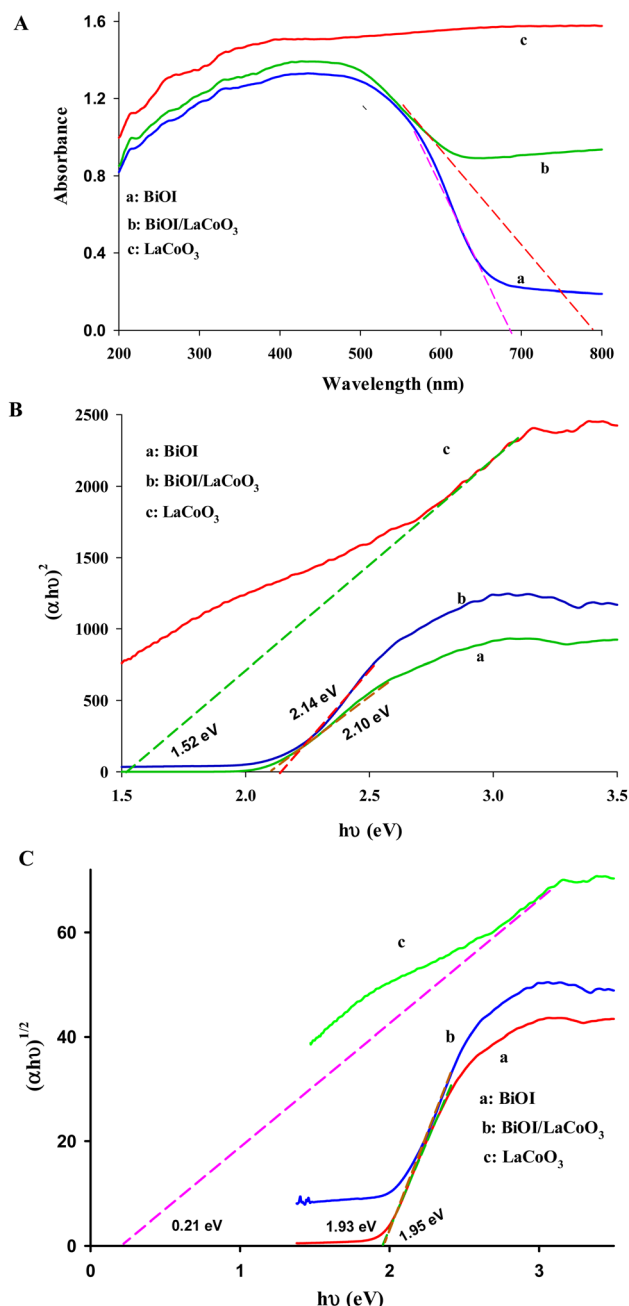 A
1.6
1.2
0.8
0.4
0.0
Absorbance
c
b
a
a: BiOI
b: BiOI/LaCoO₃
c: LaCoO₃
200 300 400 500 600 700 800
Wavelength (nm)
B
2500
2000
1500
1000
500
0
(αhυ)²
a: BiOI
b: BiOI/LaCoO₃
c: LaCoO₃
c
b
a
1.52 eV
2.14 eV
2.10 eV
1.5 2.0 2.5 3.0 3.5
hυ (eV)
C
60
40
20
0
(αhυ)^1/2
c
b
a
a: BiOI
b: BiOI/LaCoO₃
c: LaCoO₃
0.21 eV
1.93 eV
1.95 eV
0 1 2 3
hυ (eV)